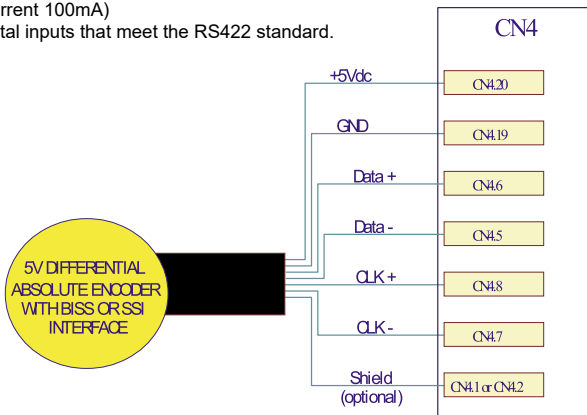 rrent 100mA)
tal inputs that meet the RS422 standard.
CN4
+5Vdc
CN4.20
GND
CN4.19
Data +
CN4.6
Data -
CN4.5
CLK +
CN4.8
CLK -
CN4.7
Shield
(optional)
CN4.1 or CN4.2
5V DIFFERENTIAL
ABSOLUTE ENCODER
WITH BISS OR SSI
INTERFACE